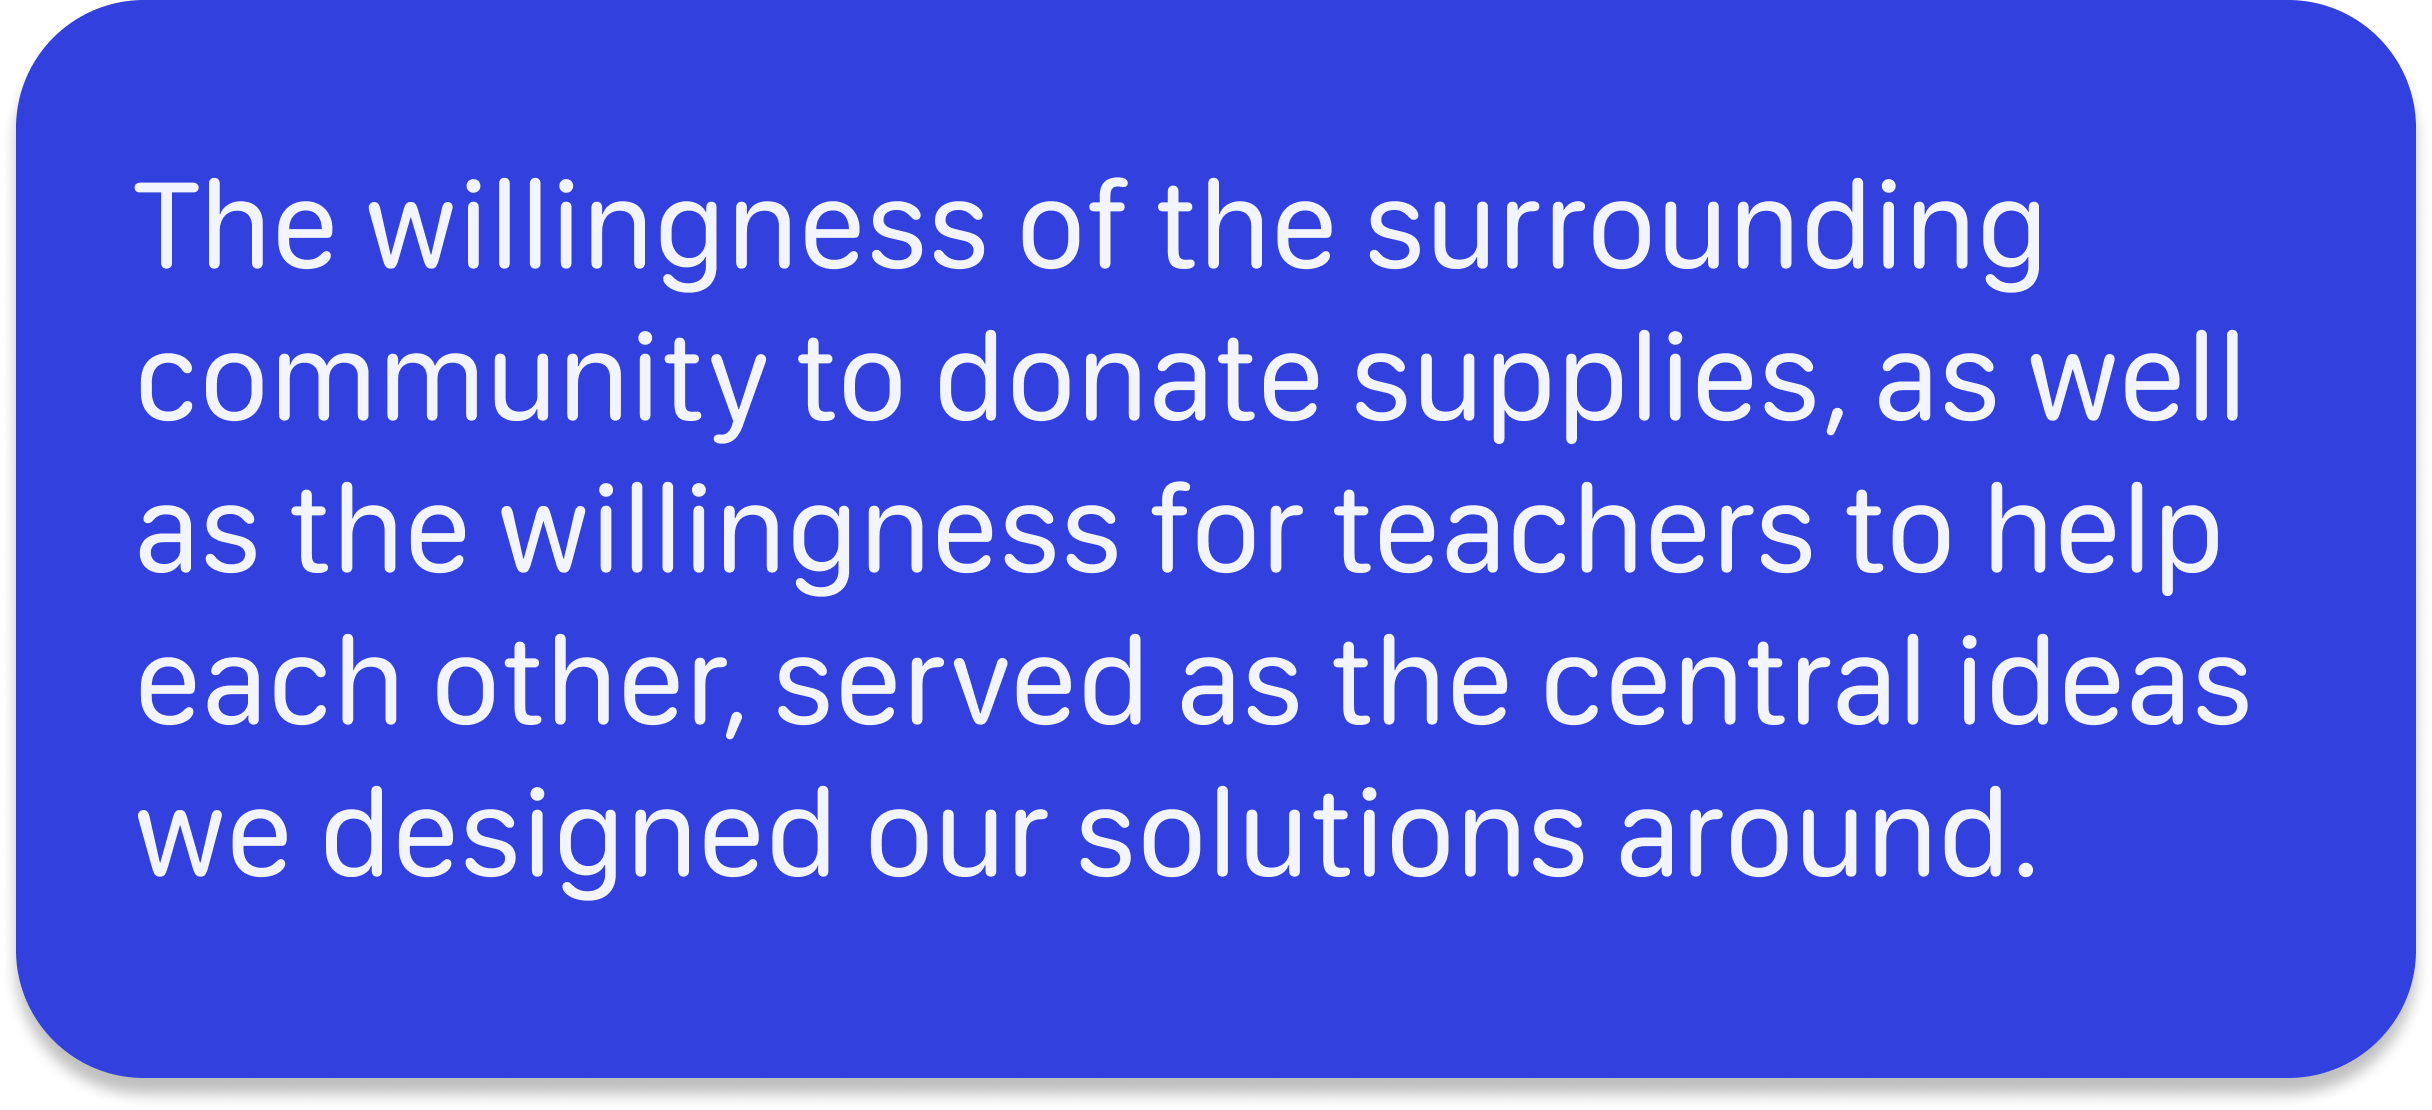 The willingness of the surrounding
community to donate supplies, as well
as the willingness for teachers to help
each other, served as the central ideas
we designed our solutions around.